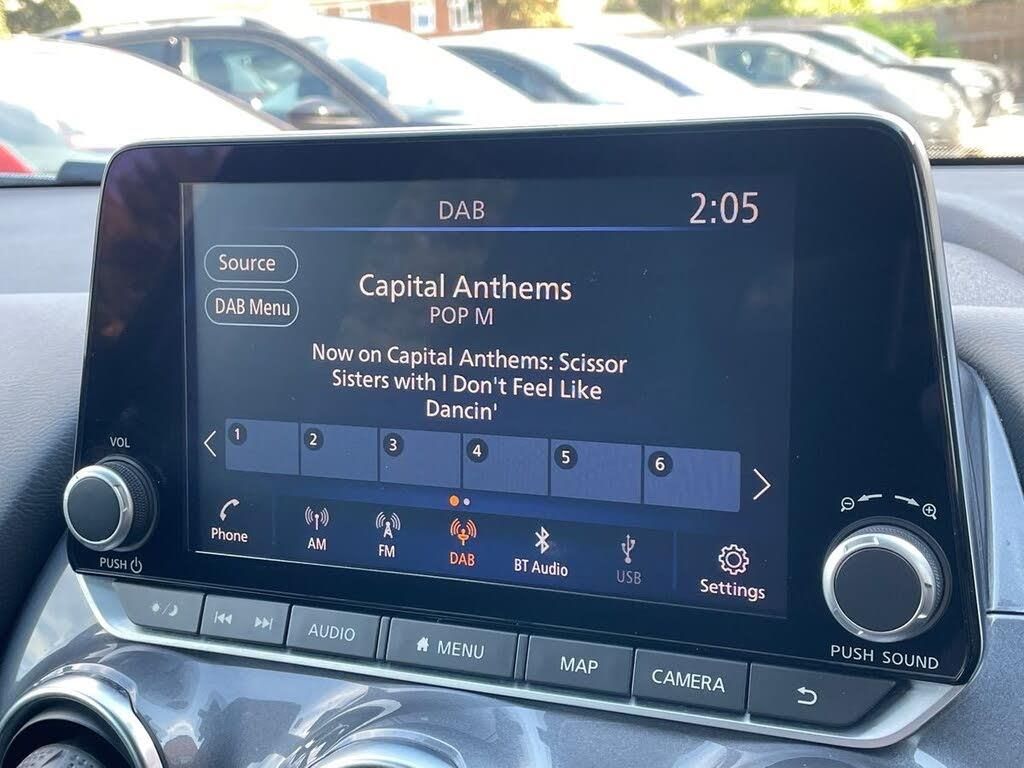 DAB
2:05
Source
DAB Menu
Capital Anthems
POP M
Now on Capital Anthems: Scissor
Sisters with I Don't Feel Like
Dancin'
1 2 3 4 5 6
Phone AM FM DAB BT Audio USB Settings
VOL
PUSH
PUSH SOUND
AUDIO MENU MAP CAMERA